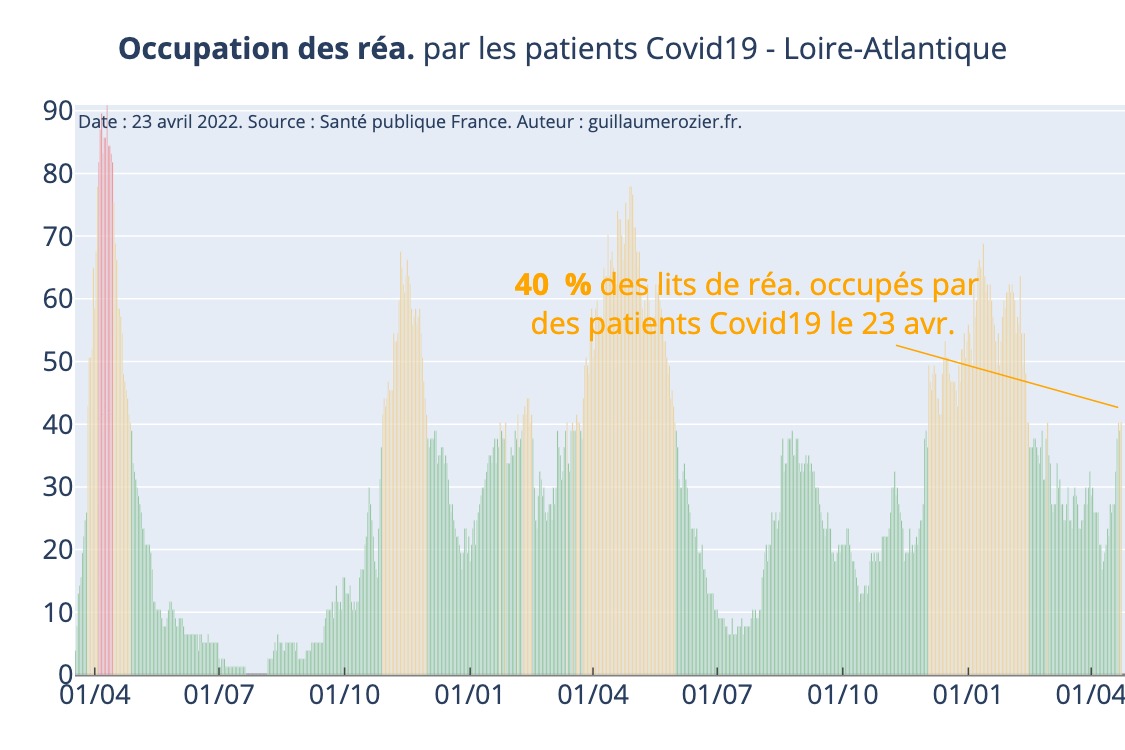 Occupation des réa. par les patients Covid19 - Loire-Atlantique
90
Date : 23 avril 2022. Source : Santé publique France. Auteur : guillaumerozier.fr.
80
70
60
40 % des lits de réa. occupés par
des patients Covid19 le 23 avr.
50
40
30
20
10
0
01/04 01/07 01/10 01/01 01/04 01/07 01/10 01/01 01/04